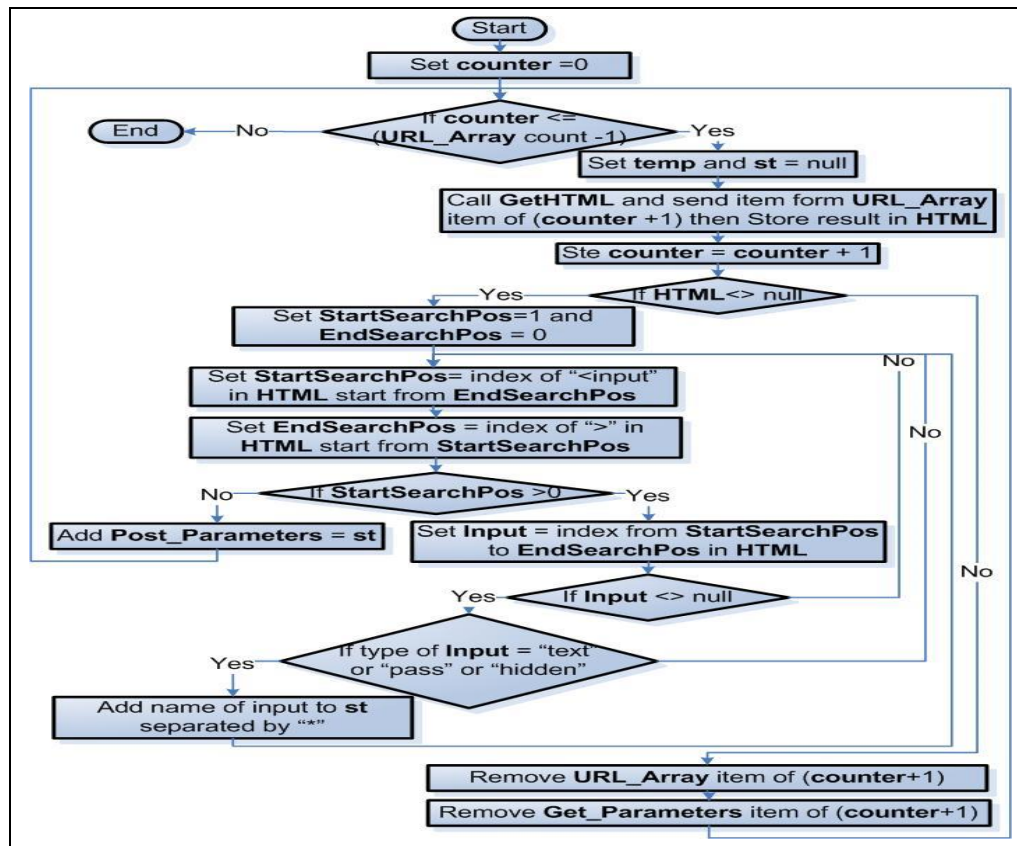 Start
Set counter =0
If counter <=
(URL_Array count -1)
No
End
Yes
Set temp and st = null
Call GetHTML and send item form URL_Array
item of (counter +1) then Store result in HTML
Ste counter = counter + 1
If HTML<> null
Yes
Set StartSearchPos=1 and
EndSearchPos = 0
No
Set StartSearchPos= index of “<input”
in HTML start from EndSearchPos
Set EndSearchPos = index of “>” in
HTML start from StartSearchPos
No
If StartSearchPos >0
No
Yes
Add Post_Parameters = st
Set Input = index from StartSearchPos
to EndSearchPos in HTML
No
If Input <> null
Yes
If type of Input = “text”
or “pass” or “hidden”
Yes
Add name of input to st
separated by “*”
Remove URL_Array item of (counter+1)
Remove Get_Parameters item of (counter+1)